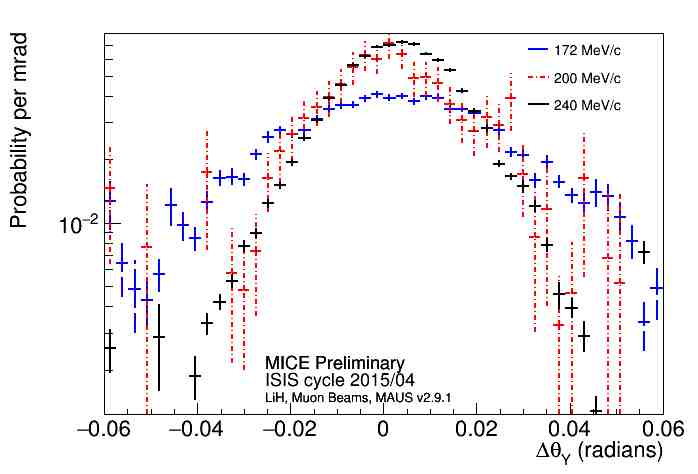 Probability per mrad
172 MeV/c
200 MeV/c
240 MeV/c
10⁻²
MICE Preliminary
ISIS cycle 2015/04
LiH, Muon Beams, MAUS v2.9.1
−0.06 −0.04 −0.02 0 0.02 0.04 0.06
Δθ_Y (radians)